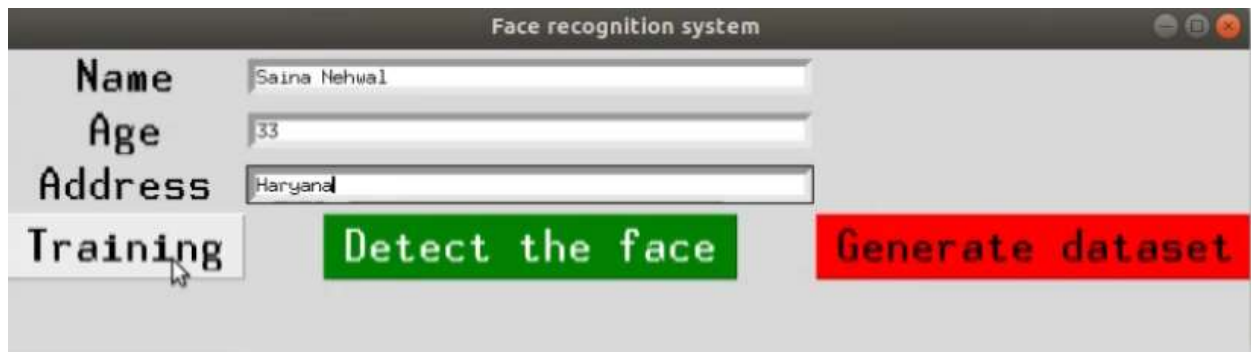 Face recognition system
Name Saina Nehwal
Age 33
Address Haryana
Training Detect the face Generate dataset